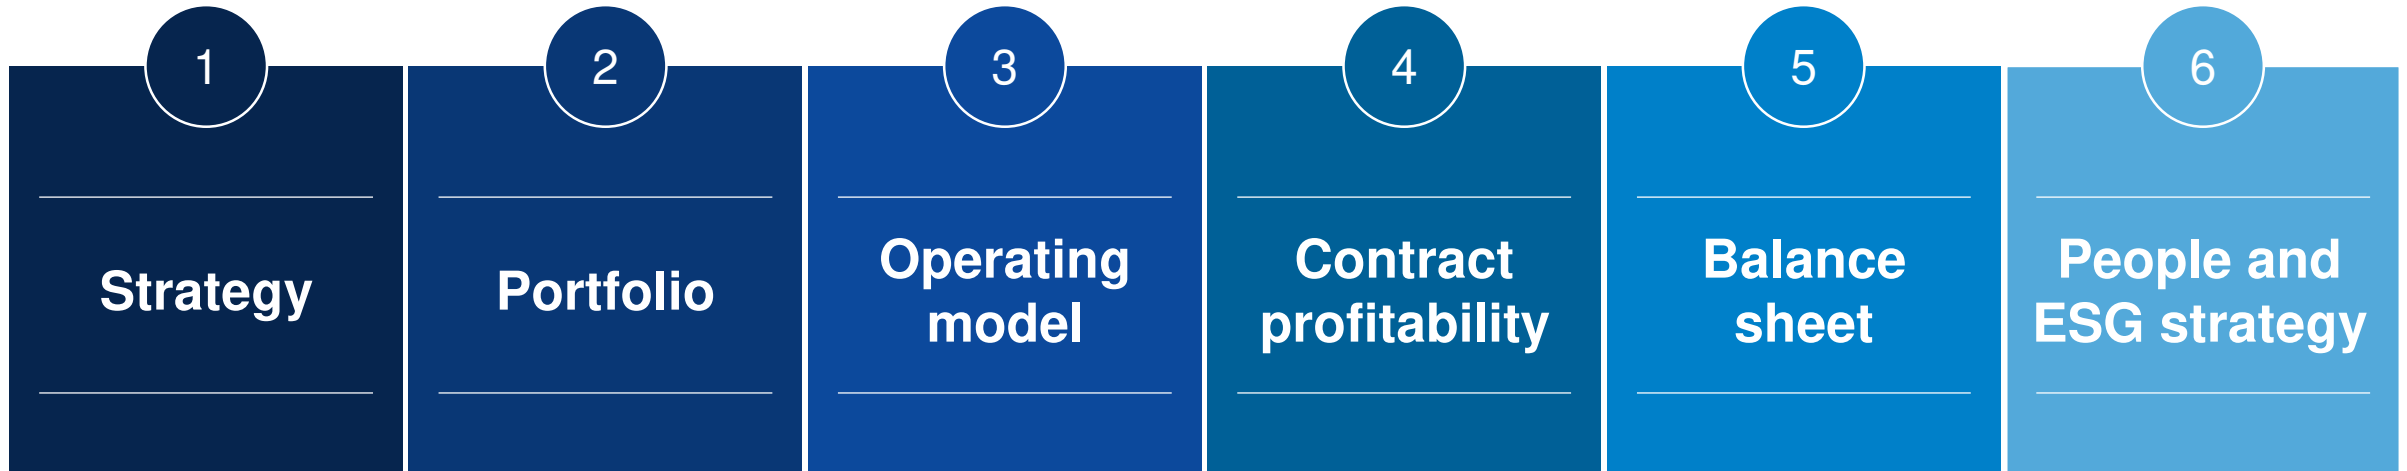 1
Strategy
2
Portfolio
3
Operating
model
4
Contract
profitability
5
Balance
sheet
6
People and
ESG strategy